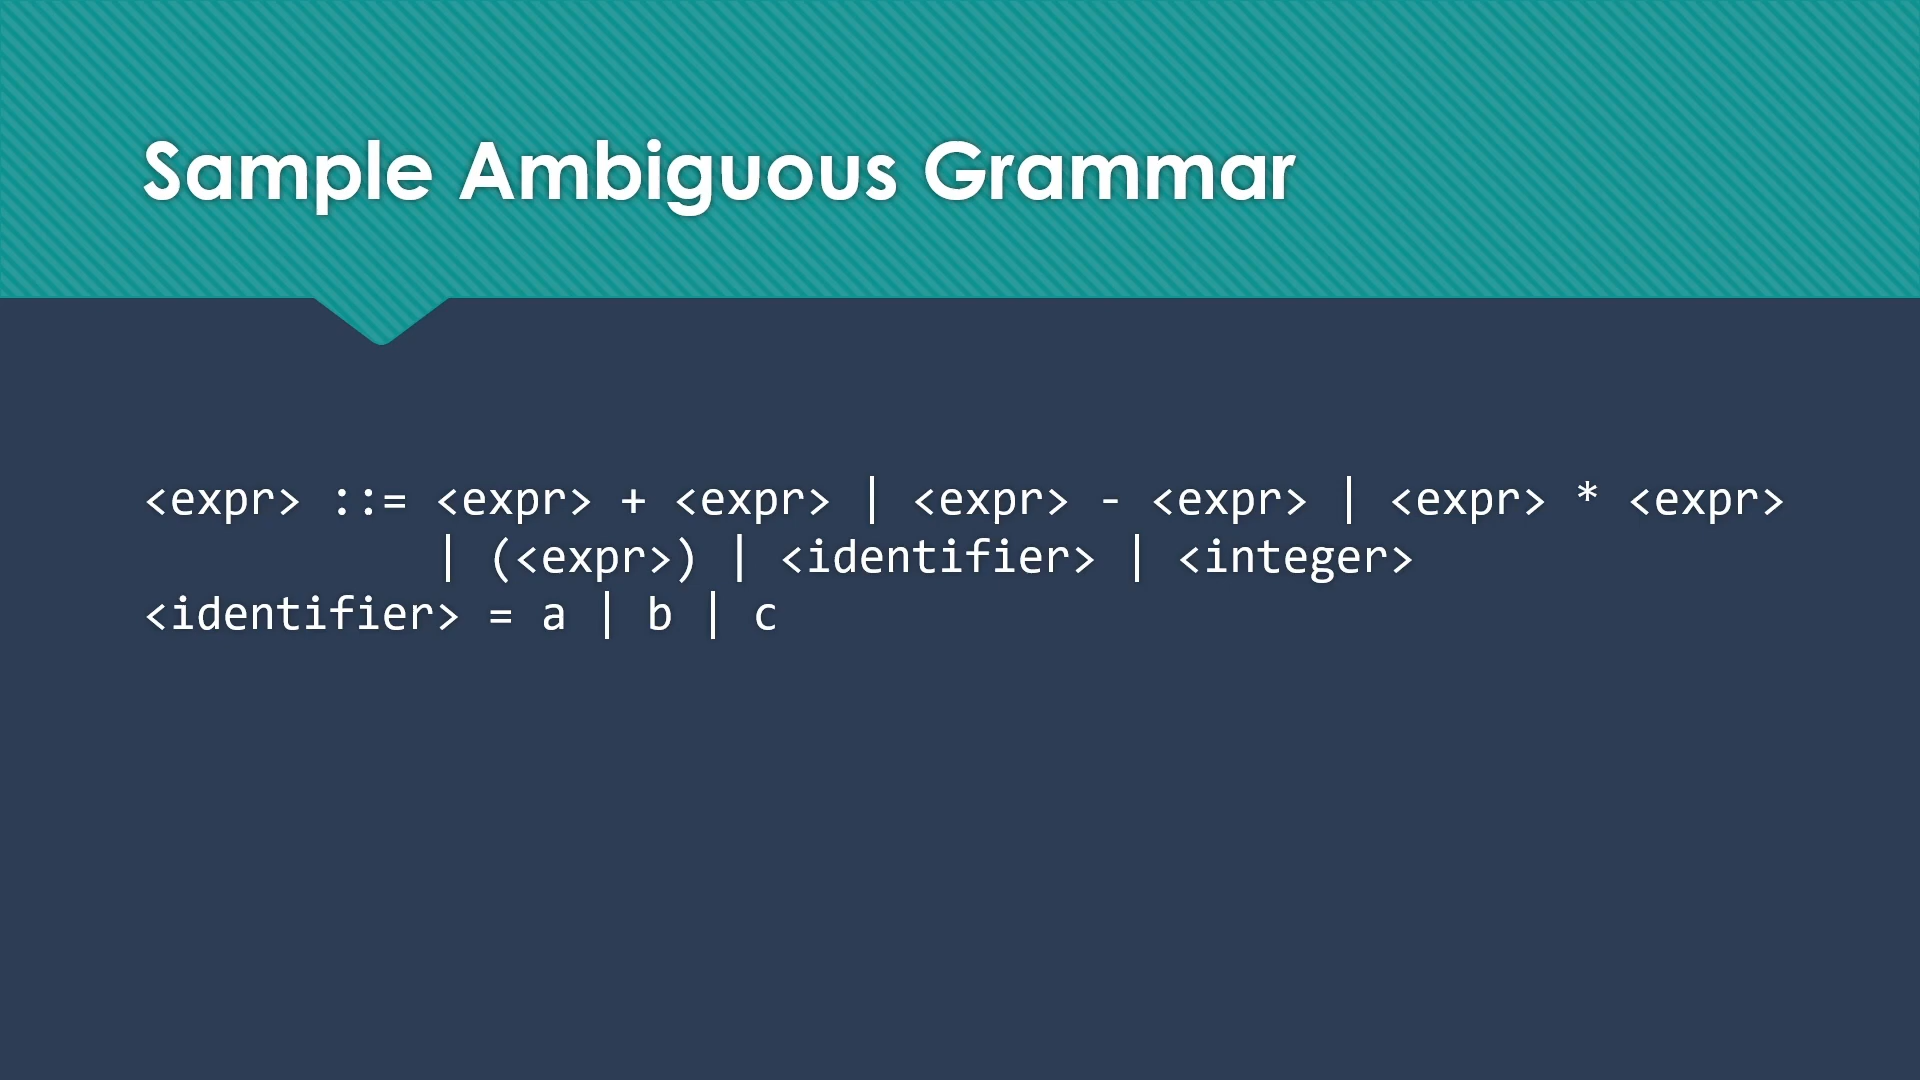 Sample Ambiguous Grammar
<expr> ::= <expr> + <expr> | <expr> - <expr> | <expr> * <expr>
| (<expr>) | <identifier> | <integer>
<identifier> = a | b | c